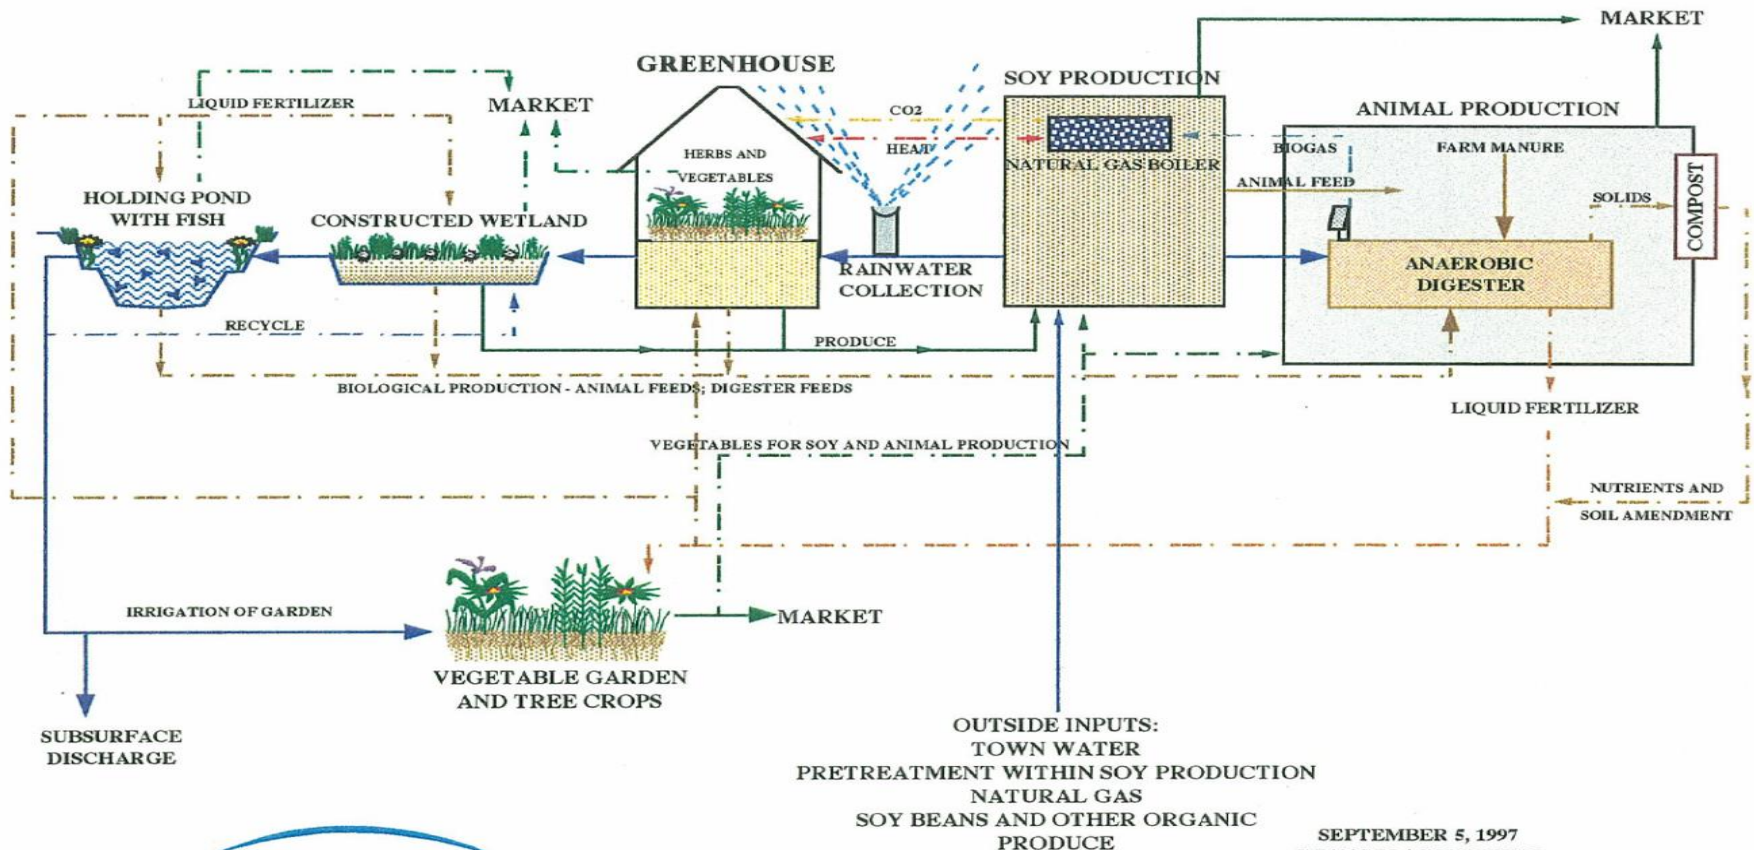 MARKET
GREENHOUSE
SOY PRODUCTION
LIQUID FERTILIZER
MARKET
CO2
ANIMAL PRODUCTION
HEAT
HERBS AND
VEGETABLES
NATURAL GAS BOILER
BIOGAS
FARM MANURE
ANIMAL FEED
SOLIDS
COMPOST
HOLDING POND
WITH FISH
CONSTRUCTED WETLAND
RAINWATER
COLLECTION
ANAEROBIC
DIGESTER
RECYCLE
PRODUCE
BIOLOGICAL PRODUCTION - ANIMAL FEEDS; DIGESTER FEEDS
LIQUID FERTILIZER
VEGETABLES FOR SOY AND ANIMAL PRODUCTION
NUTRIENTS AND
SOIL AMENDMENT
IRRIGATION OF GARDEN
MARKET
VEGETABLE GARDEN
AND TREE CROPS
SUBSURFACE
DISCHARGE
OUTSIDE INPUTS:
TOWN WATER
PRETREATMENT WITHIN SOY PRODUCTION
NATURAL GAS
SOY BEANS AND OTHER ORGANIC
PRODUCE
SEPTEMBER 5, 1997